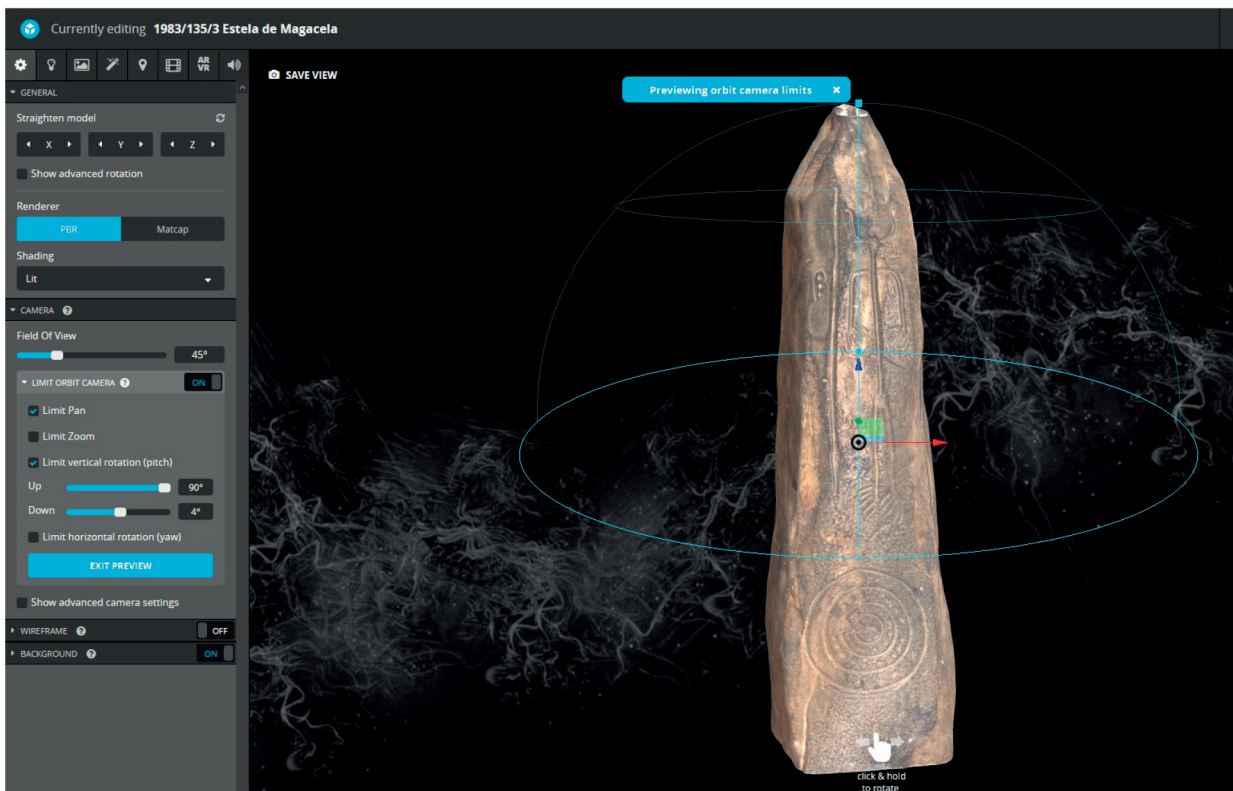 Currently editing 1983/135/3 Estela de Magacela
AR
VR
SAVE VIEW
Previewing orbit camera limits ×
GENERAL
Straighten model
X Y Z
Show advanced rotation
Renderer
PBR Matcap
Shading
Lit
CAMERA ?
Field Of View
45°
LIMIT ORBIT CAMERA ? ON
Limit Pan
Limit Zoom
Limit vertical rotation (pitch)
Up 90°
Down 4°
Limit horizontal rotation (yaw)
EXIT PREVIEW
Show advanced camera settings
WIREFRAME ? OFF
BACKGROUND ? ON
click & hold
to rotate